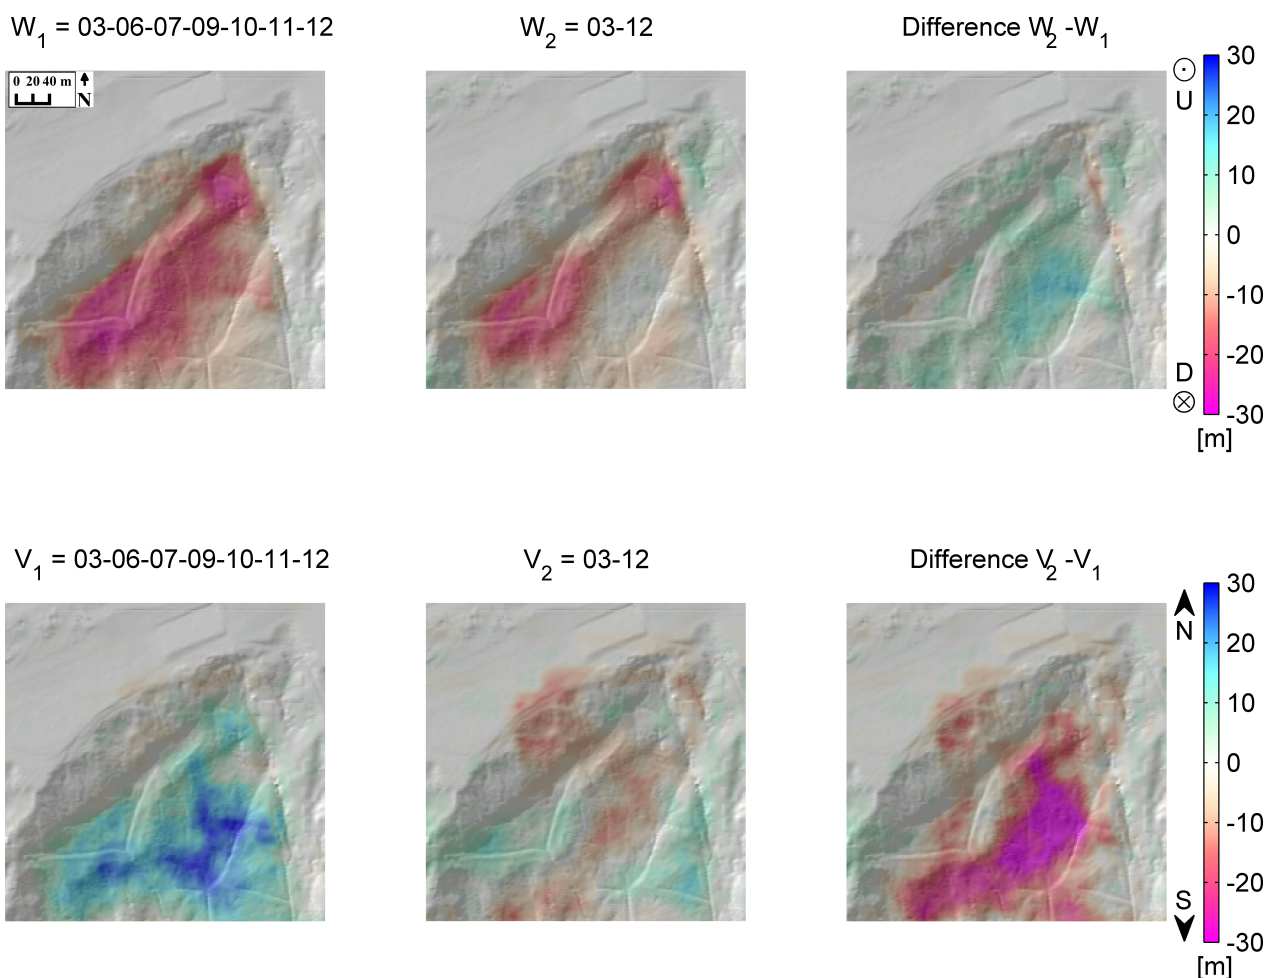 W1 = 03-06-07-09-10-11-12
W2 = 03-12
Difference W2 -W1
0 20 40 m
N
U
D
30
20
10
0
-10
-20
-30
[m]
V1 = 03-06-07-09-10-11-12
V2 = 03-12
Difference V2 -V1
N
S
30
20
10
0
-10
-20
-30
[m]